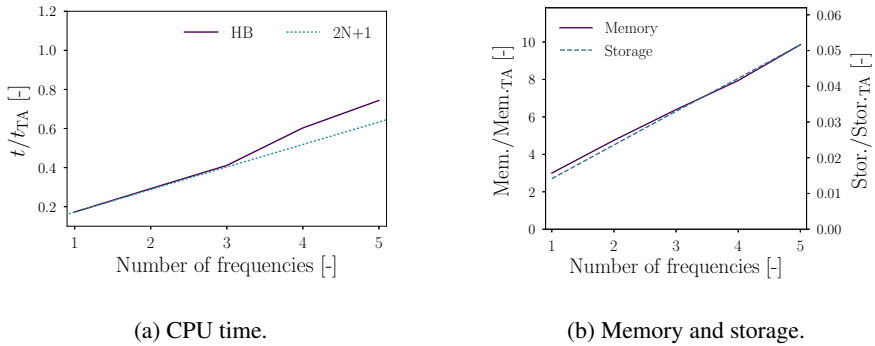 HB
2N+1
1.2
1.0
0.8
0.6
0.4
0.2
t/t_TA [-]
1 2 3 4 5
Number of frequencies [-]
(a) CPU time.
Memory
Storage
10
8
6
4
2
0
Mem./Mem._TA [-]
0.06
0.05
0.04
0.03
0.02
0.01
0.00
Stor./Stor._TA [-]
1 2 3 4 5
Number of frequencies [-]
(b) Memory and storage.